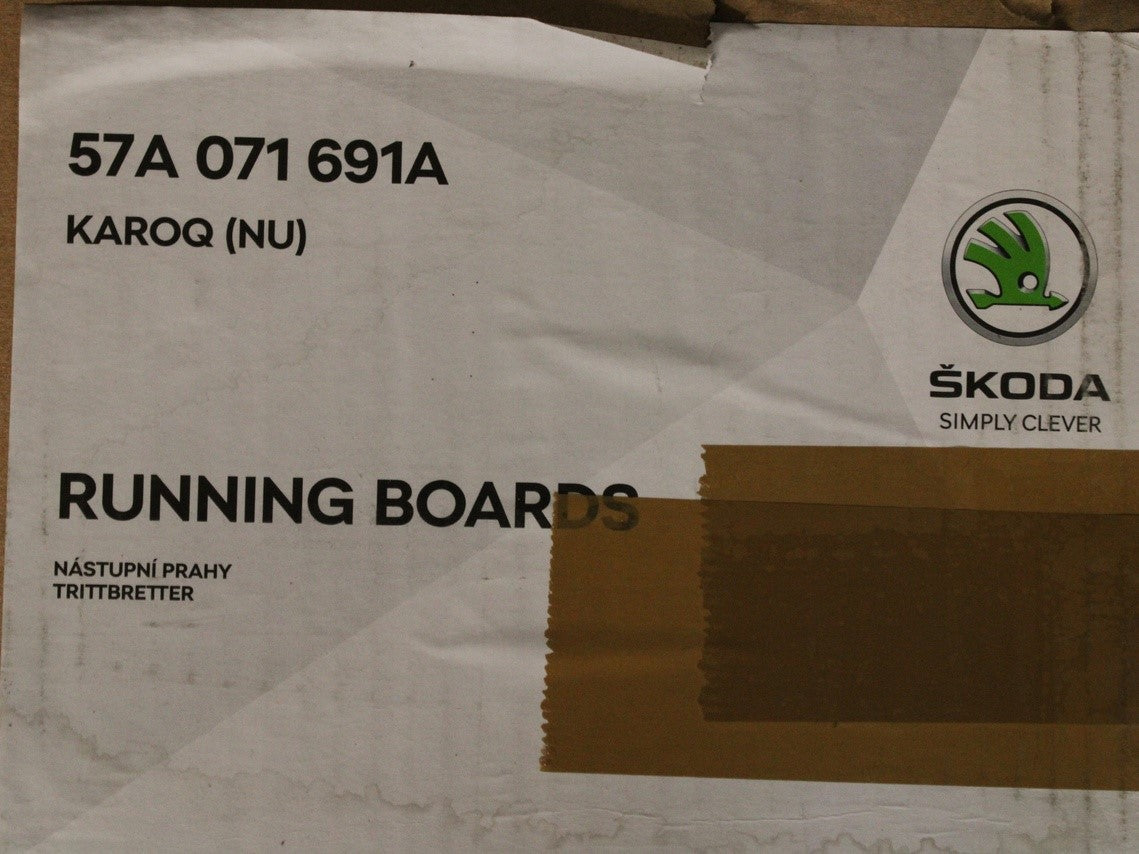 57A 071 691A
KAROQ (NU)
ŠKODA
SIMPLY CLEVER
RUNNING BOARDS
NÁSTUPNÍ PRAHY
TRITTBRETTER